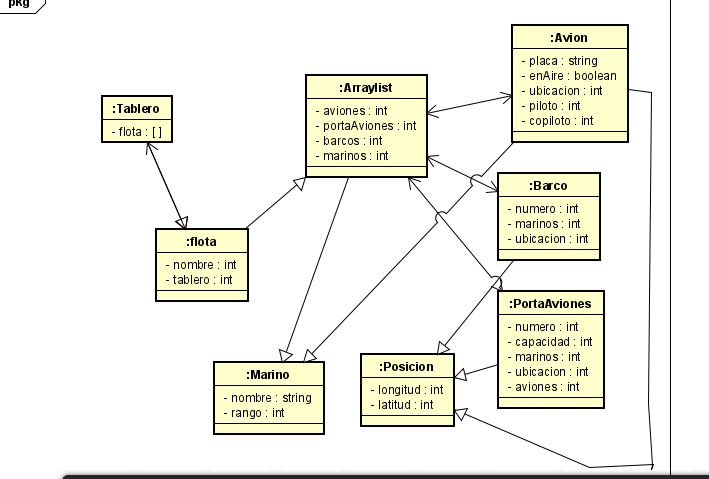 pkg
:Avion
- placa : string
- enAire : boolean
- ubicacion : int
- piloto : int
- copiloto : int
:Arraylist
- aviones : int
- portaAviones : int
- barcos : int
- marinos : int
:Tablero
- flota : [ ]
:Barco
- numero : int
- marinos : int
- ubicacion : int
:flota
- nombre : int
- tablero : int
:PortaAviones
- numero : int
- capacidad : int
- marinos : int
- ubicacion : int
- aviones : int
:Marino
- nombre : string
- rango : int
:Posicion
- longitud : int
- latitud : int